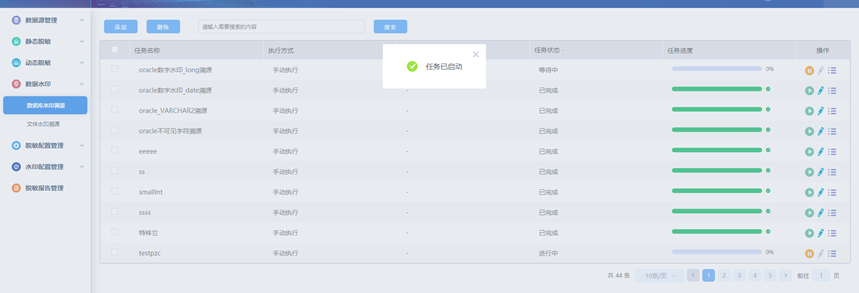 数据源管理
静态脱敏
动态脱敏
数据水印
数据库水印溯源
文件水印溯源
脱敏配置管理
水印配置管理
脱敏报告管理
添加 删除 请输入需要搜索的内容 搜索
任务名称 执行方式 任务状态 任务进度 操作
任务已启动
oracle数字水印_long溯源 手动执行 等待中 0%
oracle数字水印_date溯源 手动执行 - 已完成
oracle_VARCHAR2溯源 手动执行 - 已完成
oracle不可见字符溯源 手动执行 - 已完成
eeeee 手动执行 - 已完成
ss 手动执行 - 已完成
smallint 手动执行 - 已完成
ssss 手动执行 - 已完成
特殊它 手动执行 - 已完成
testpzc 手动执行 - 进行中 0%
共 44 条 10条/页 1 2 3 4 5 前往 1 页